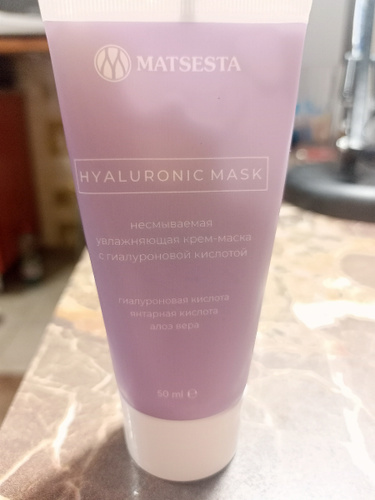 MATSESTA
HYALURONIC MASK
несмываемая
увлажняющая крем-маска
с гиалуроновой кислотой
гиалуроновая кислота
янтарная кислота
алоэ вера
50 ml ℮